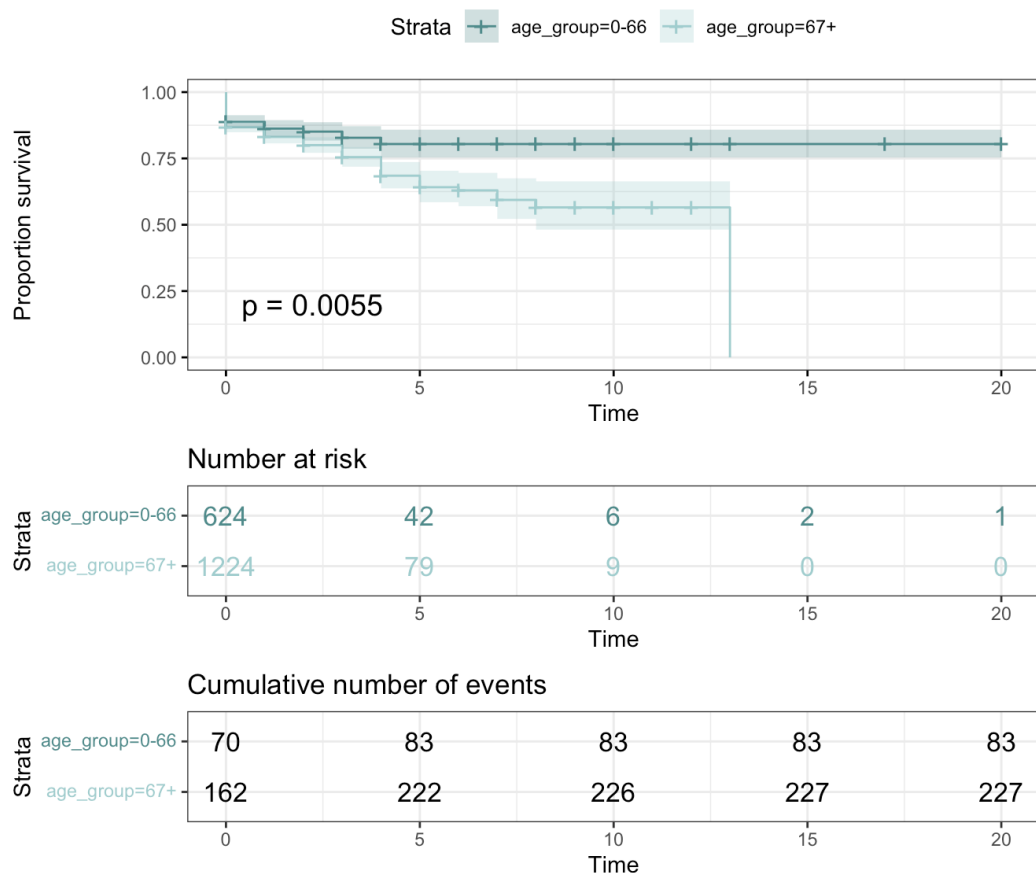 Strata age_group=0-66 age_group=67+
Proportion survival
1.00
0.75
0.50
0.25
0.00
p = 0.0055
0 5 10 15 20
Time
Number at risk
Strata
age_group=0-66 624 42 6 2 1
age_group=67+ 1224 79 9 0 0
0 5 10 15 20
Time
Cumulative number of events
Strata
age_group=0-66 70 83 83 83 83
age_group=67+ 162 222 226 227 227
0 5 10 15 20
Time